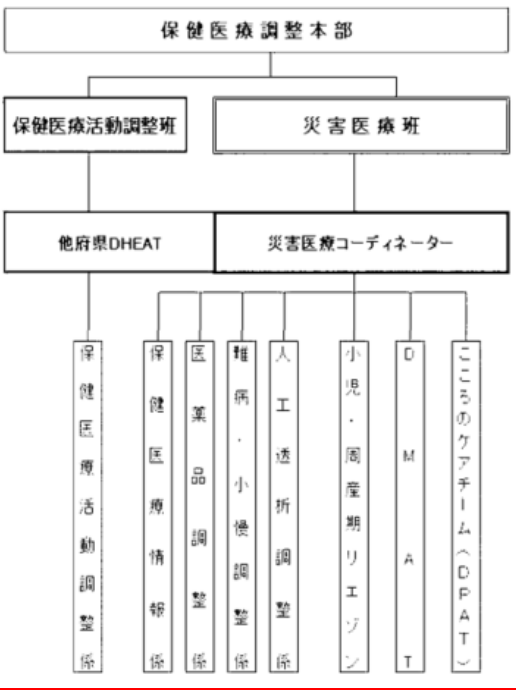 保健医療調整本部
保健医療活動調整班
災害医療班
他府県DHEAT
災害医療コーディネーター
保健医療活動調整係
保健医療情報係
医薬品調整係
難病・小慢調整係
人工透析調整係
小児・周産期リエゾン
DMAT
こころのケアチーム(DPAT)